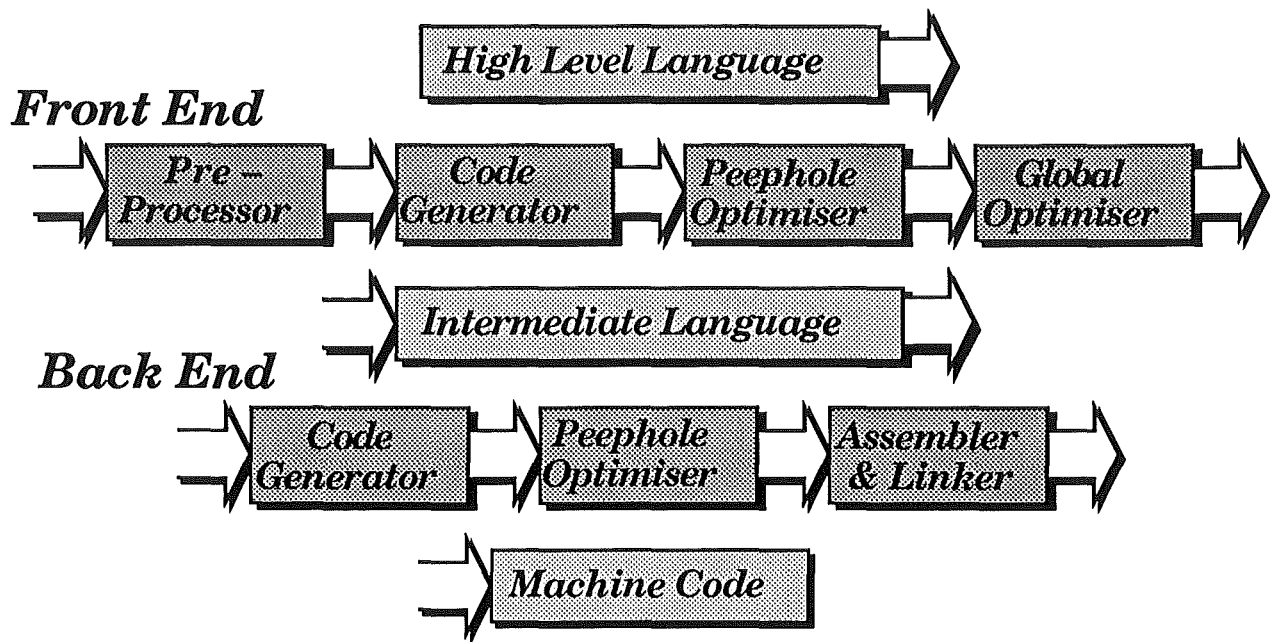 High Level Language
Front End
Pre –
Processor
Code
Generator
Peephole
Optimiser
Global
Optimiser
Intermediate Language
Back End
Code
Generator
Peephole
Optimiser
Assembler
& Linker
Machine Code